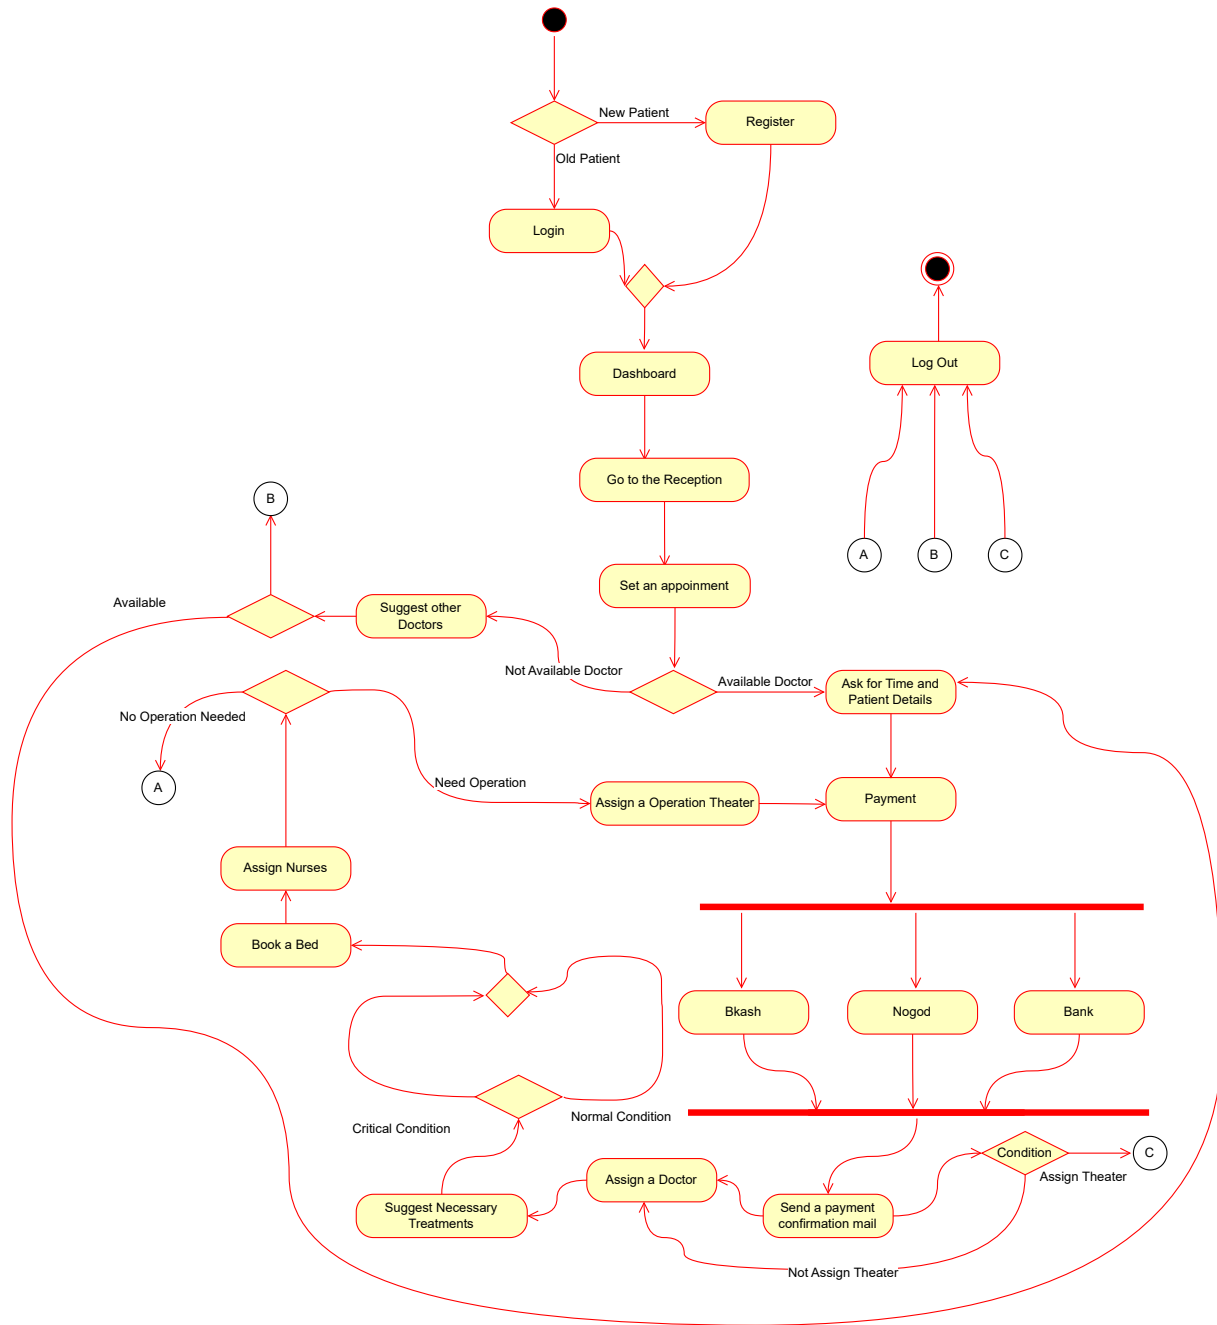 New Patient
Register
Old Patient
Login
Dashboard
Log Out
Go to the Reception
B
A
B
C
Set an appoinment
Available
Suggest other
Doctors
Not Available Doctor
Available Doctor
Ask for Time and
Patient Details
No Operation Needed
A
Need Operation
Assign a Operation Theater
Payment
Assign Nurses
Book a Bed
Bkash
Nogod
Bank
Critical Condition
Normal Condition
Condition
C
Assign Theater
Assign a Doctor
Suggest Necessary
Treatments
Send a payment
confirmation mail
Not Assign Theater